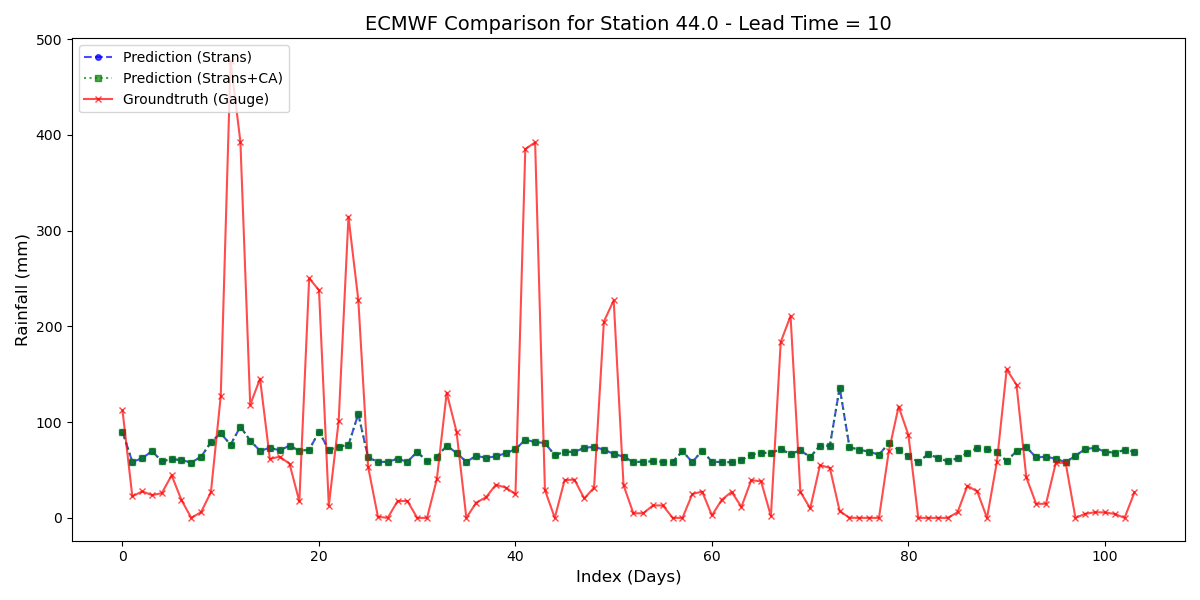 ECMWF Comparison for Station 44.0 - Lead Time = 10
Prediction (Strans)
Prediction (Strans+CA)
Groundtruth (Gauge)
Rainfall (mm)
500
400
300
200
100
0
0 20 40 60 80 100
Index (Days)